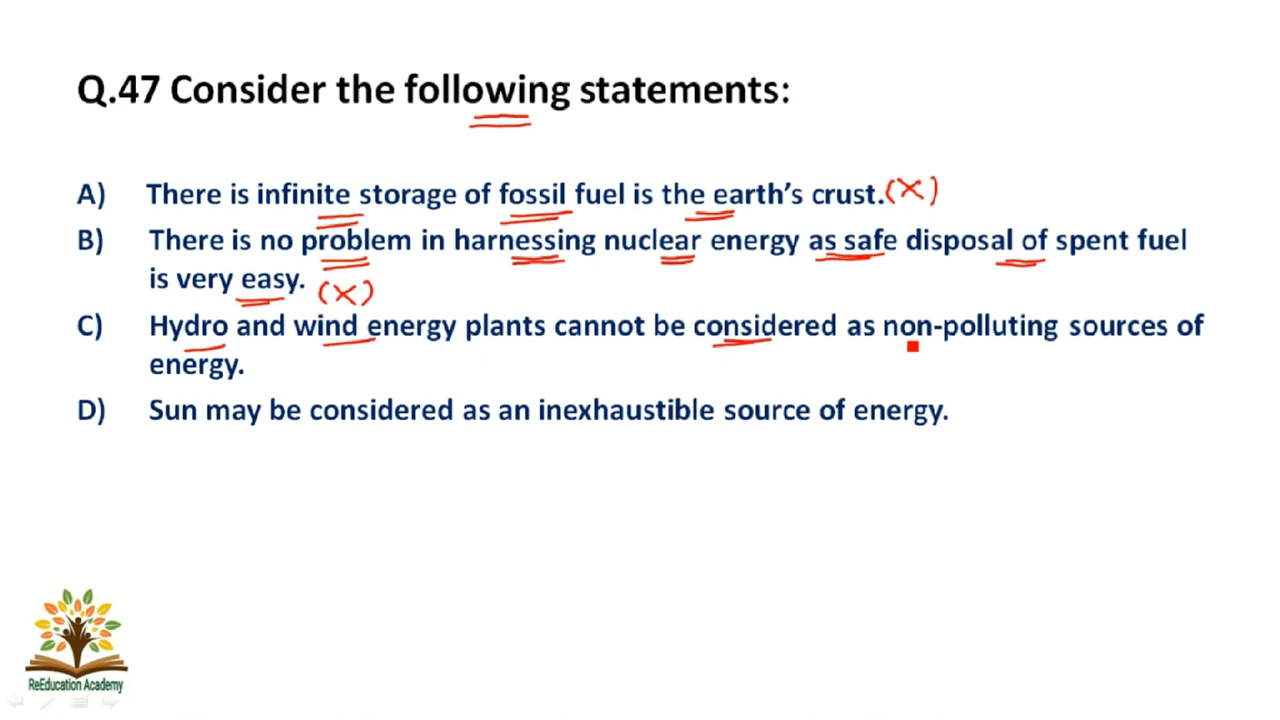 Q.47 Consider the following statements:
A) There is infinite storage of fossil fuel is the earth's crust.(X)
B) There is no problem in harnessing nuclear energy as safe disposal of spent fuel
is very easy. (X)
C) Hydro and wind energy plants cannot be considered as non-polluting sources of
energy.
D) Sun may be considered as an inexhaustible source of energy.
ReEducation Academy